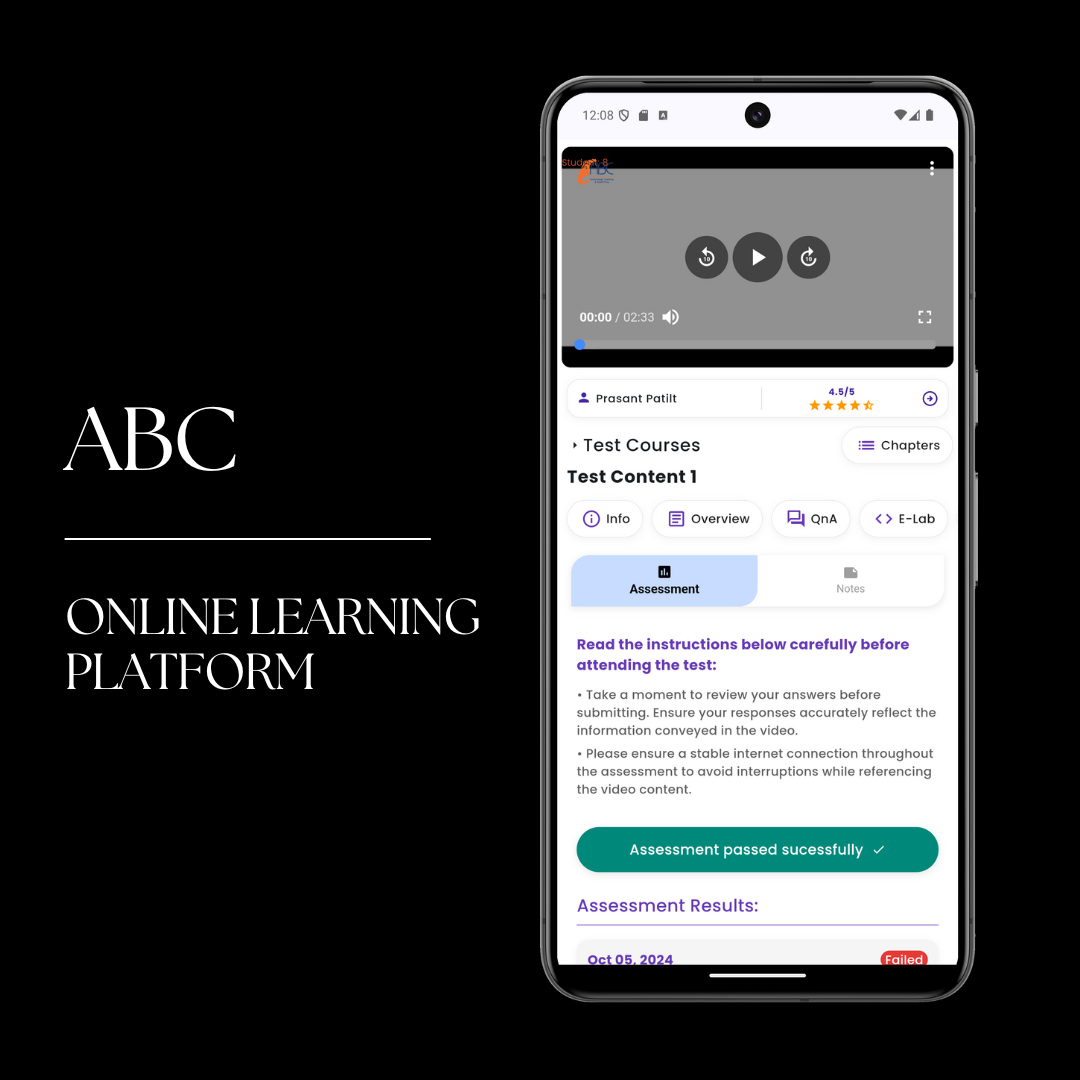 ABC
ONLINE LEARNING
PLATFORM
12:08
Student 8
10
10
00:00 / 02:33
Prasant Patilt
4.5/5
Test Courses
Chapters
Test Content 1
Info
Overview
QnA
E-Lab
Assessment
Notes
Read the instructions below carefully before
attending the test:
• Take a moment to review your answers before
submitting. Ensure your responses accurately reflect the
information conveyed in the video.
• Please ensure a stable internet connection throughout
the assessment to avoid interruptions while referencing
the video content.
Assessment passed sucessfully
Assessment Results:
Oct 05, 2024
Failed